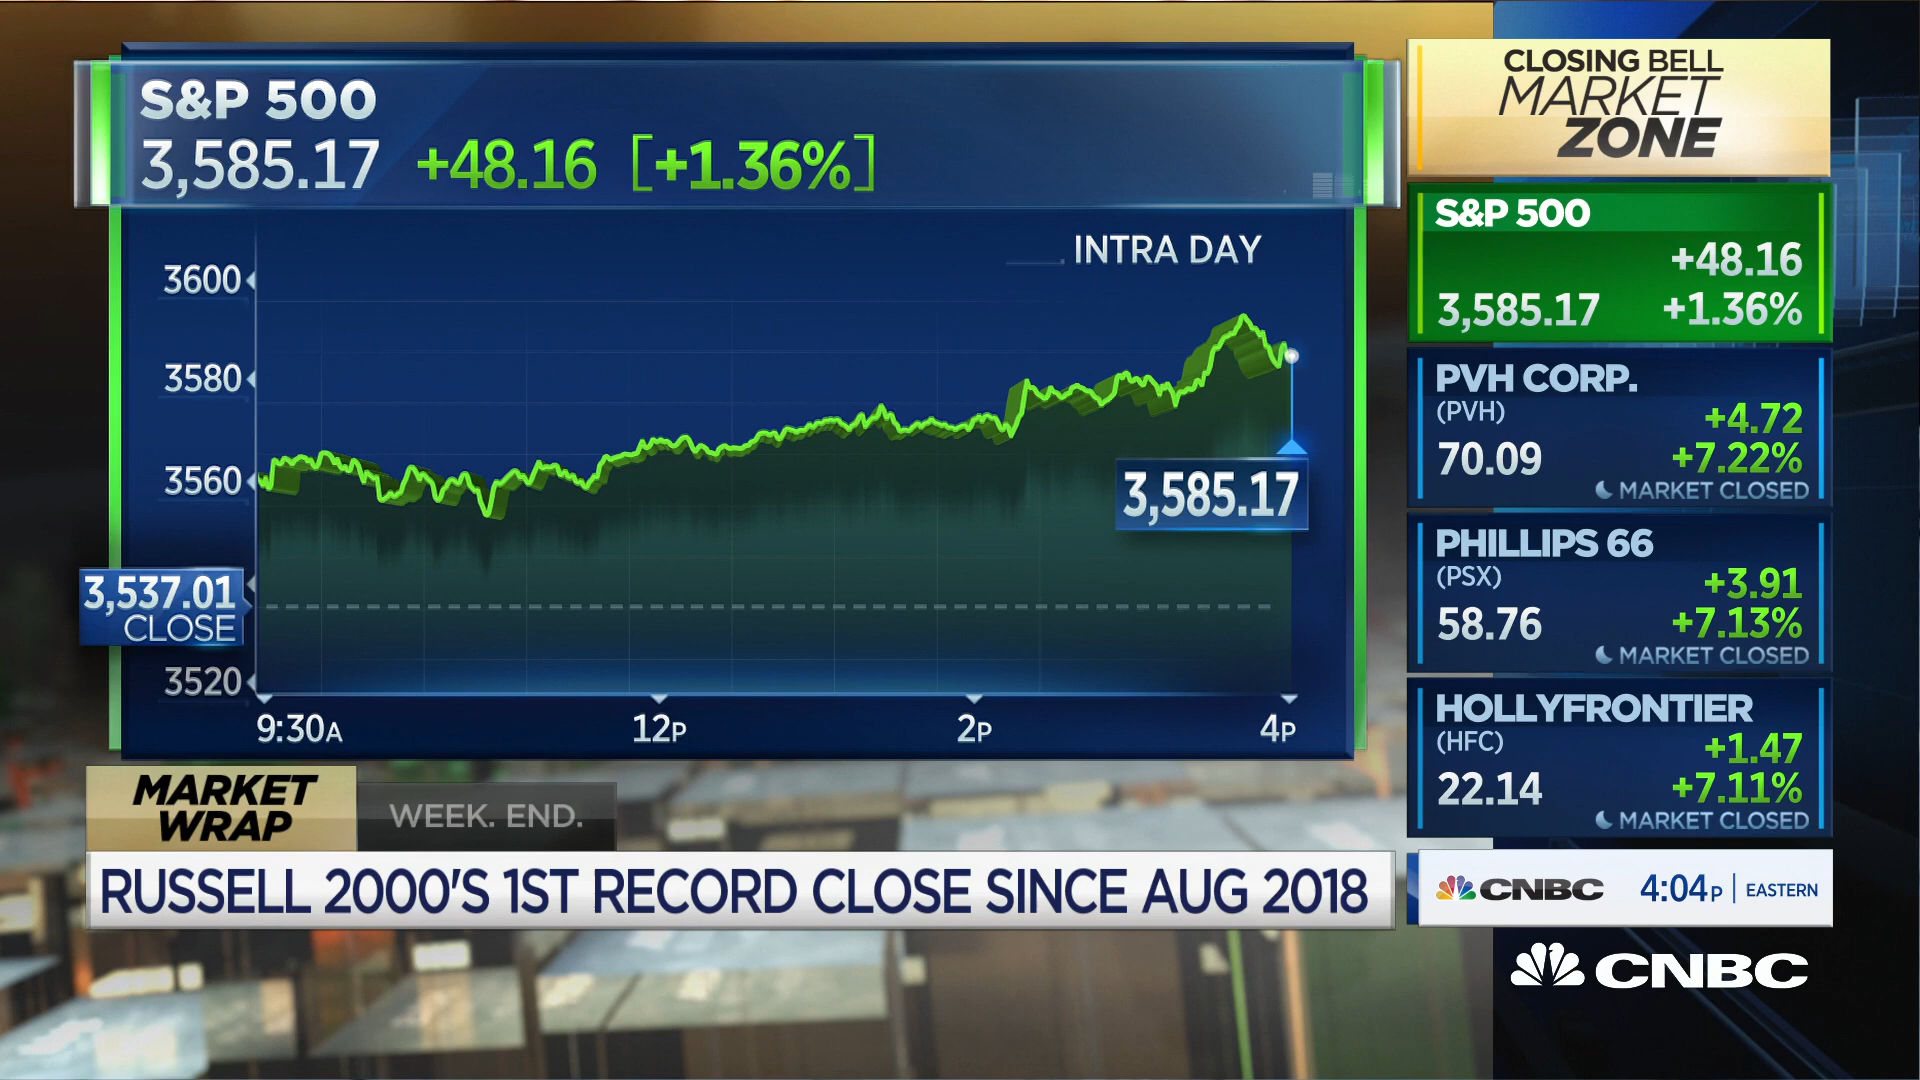 S&P 500
3,585.17 +48.16 [+1.36%]
INTRA DAY
3600
3580
3560
3,537.01
CLOSE
3520
3,585.17
9:30A 12P 2P 4P
MARKET
WRAP
WEEK. END.
RUSSELL 2000'S 1ST RECORD CLOSE SINCE AUG 2018
CLOSING BELL
MARKET
ZONE
S&P 500
+48.16
3,585.17 +1.36%
PVH CORP.
(PVH) +4.72
70.09 +7.22%
MARKET CLOSED
PHILLIPS 66
(PSX) +3.91
58.76 +7.13%
MARKET CLOSED
HOLLYFRONTIER
(HFC) +1.47
22.14 +7.11%
MARKET CLOSED
CNBC 4:04P | EASTERN
CNBC